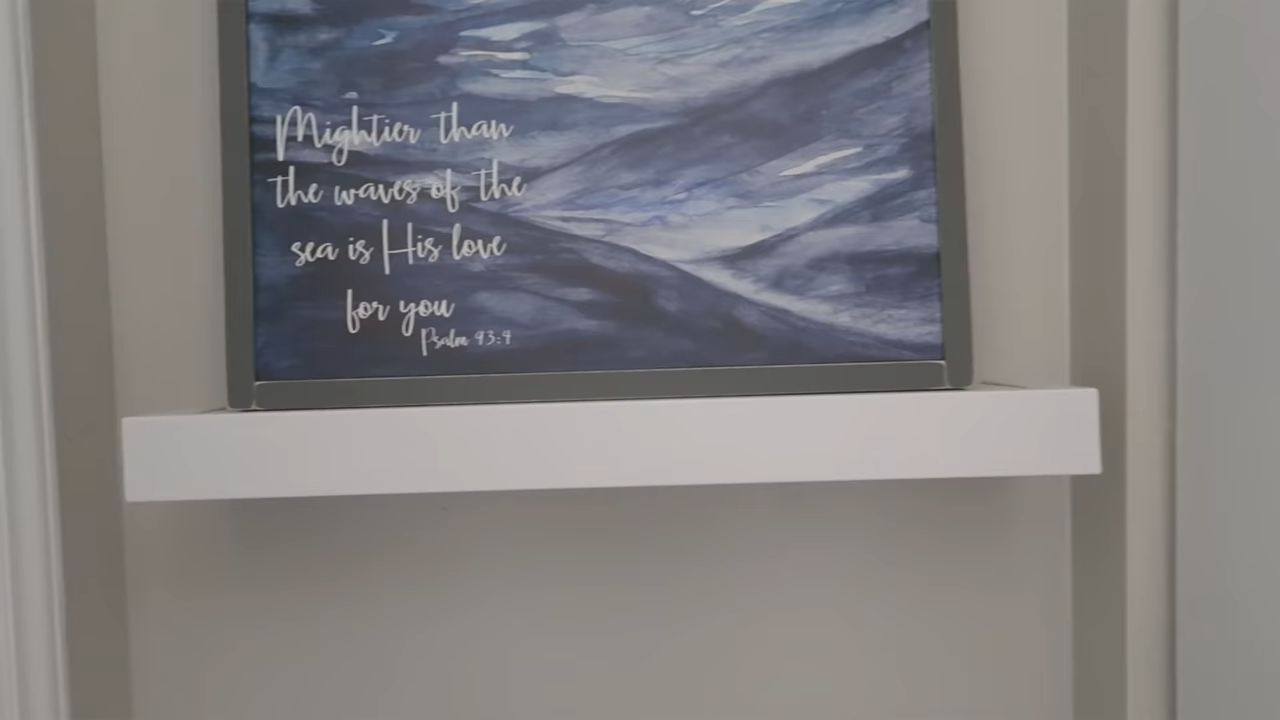 Mightier than
the waves of the
sea is His love
for you
Psalm 93:4